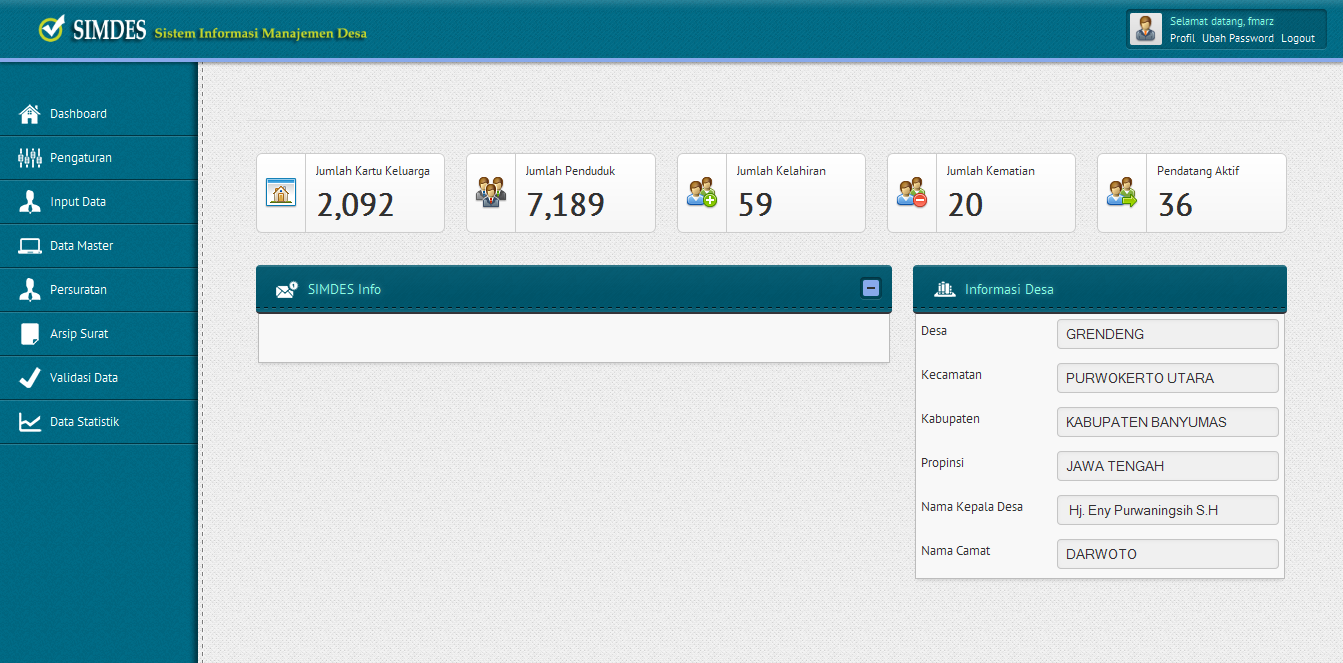 SIMDES Sistem Informasi Manajemen Desa
Selamat datang, fmarz
Profil Ubah Password Logout
Dashboard
Pengaturan
Input Data
Data Master
Persuratan
Arsip Surat
Validasi Data
Data Statistik
Jumlah Kartu Keluarga
2,092
Jumlah Penduduk
7,189
Jumlah Kelahiran
59
Jumlah Kematian
20
Pendatang Aktif
36
SIMDES Info
Informasi Desa
Desa GRENDENG
Kecamatan PURWOKERTO UTARA
Kabupaten KABUPATEN BANYUMAS
Propinsi JAWA TENGAH
Nama Kepala Desa Hj. Eny Purwaningsih S.H
Nama Camat DARWOTO